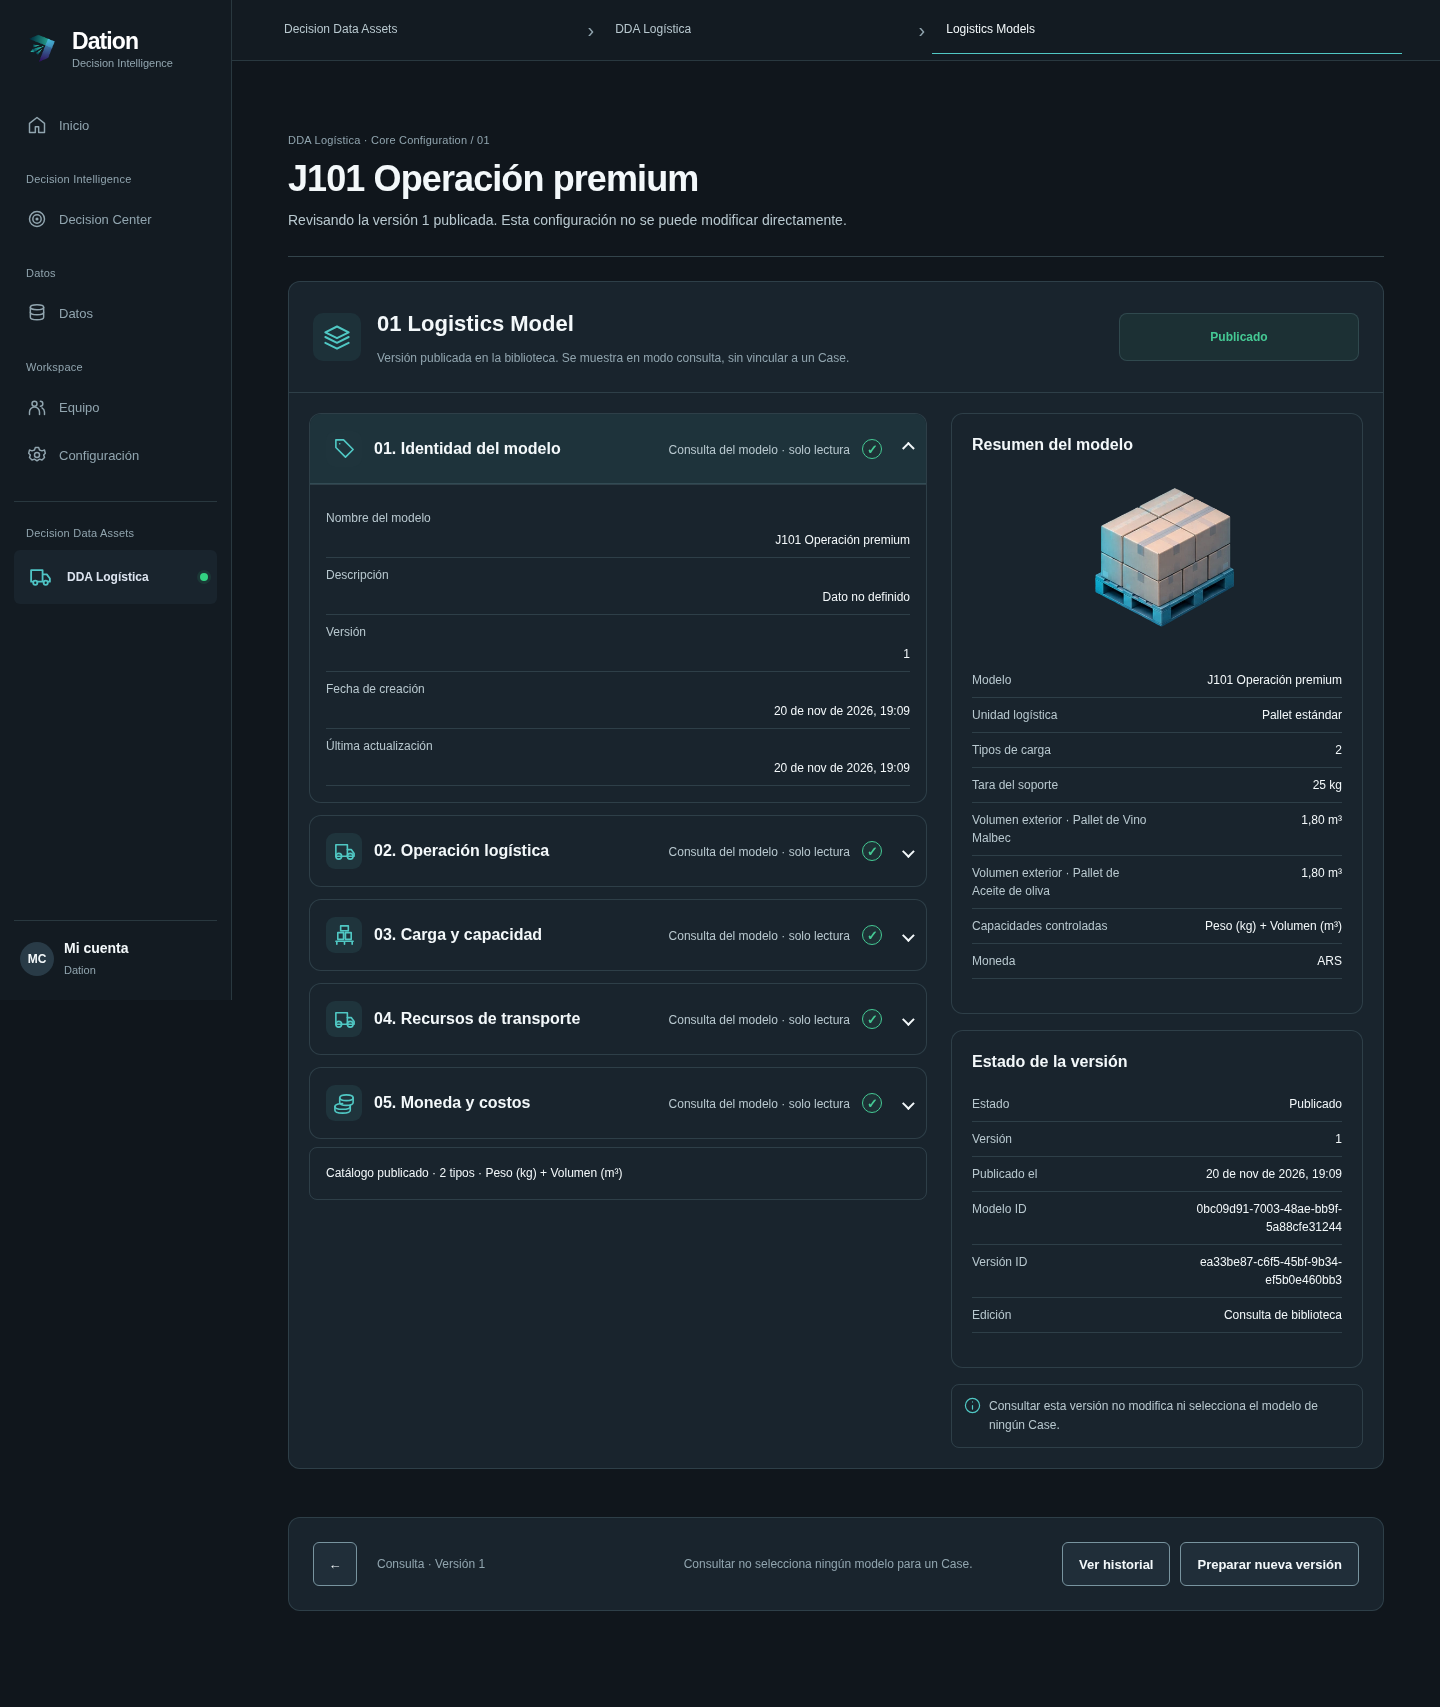 Dation
Decision Intelligence
Inicio
Decision Intelligence
Decision Center
Datos
Datos
Workspace
Equipo
Configuración
Decision Data Assets
DDA Logística
MC
Mi cuenta
Dation
Decision Data Assets › DDA Logística › Logistics Models
DDA Logística · Core Configuration / 01
J101 Operación premium
Revisando la versión 1 publicada. Esta configuración no se puede modificar directamente.
01 Logistics Model
Versión publicada en la biblioteca. Se muestra en modo consulta, sin vincular a un Case.
Publicado
01. Identidad del modelo
Consulta del modelo · solo lectura ✓
Nombre del modelo
J101 Operación premium
Descripción
Dato no definido
Versión
1
Fecha de creación
20 de nov de 2026, 19:09
Última actualización
20 de nov de 2026, 19:09
02. Operación logística
Consulta del modelo · solo lectura ✓
03. Carga y capacidad
Consulta del modelo · solo lectura ✓
04. Recursos de transporte
Consulta del modelo · solo lectura ✓
05. Moneda y costos
Consulta del modelo · solo lectura ✓
Catálogo publicado · 2 tipos · Peso (kg) + Volumen (m³)
Resumen del modelo
Modelo J101 Operación premium
Unidad logística Pallet estándar
Tipos de carga 2
Tara del soporte 25 kg
Volumen exterior · Pallet de Vino 1,80 m³
Malbec
Volumen exterior · Pallet de 1,80 m³
Aceite de oliva
Capacidades controladas Peso (kg) + Volumen (m³)
Moneda ARS
Estado de la versión
Estado Publicado
Versión 1
Publicado el 20 de nov de 2026, 19:09
Modelo ID 0bc09d91-7003-48ae-bb9f-
5a88cfe31244
Versión ID ea33be87-c6f5-45bf-9b34-
ef5b0e460bb3
Edición Consulta de biblioteca
Consultar esta versión no modifica ni selecciona el modelo de
ningún Case.
← Consulta · Versión 1
Consultar no selecciona ningún modelo para un Case.
Ver historial
Preparar nueva versión